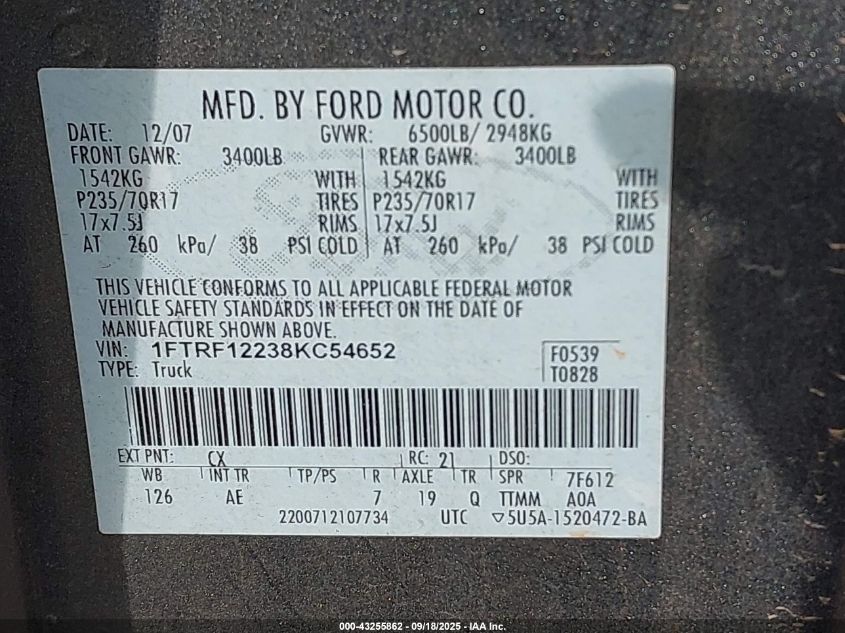 MFD. BY FORD MOTOR CO.
DATE: 12/07 GVWR: 6500LB/ 2948KG
FRONT GAWR: 3400LB REAR GAWR: 3400LB
1542KG WITH 1542KG WITH
P235/70R17 TIRES P235/70R17 TIRES
17x7.5J RIMS 17x7.5J RIMS
AT 260 kPa/ 38 PSI COLD AT 260 kPa/ 38 PSI COLD
THIS VEHICLE CONFORMS TO ALL APPLICABLE FEDERAL MOTOR
VEHICLE SAFETY STANDARDS IN EFFECT ON THE DATE OF
MANUFACTURE SHOWN ABOVE.
VIN: 1FTRF12238KC54652 F0539
TYPE: Truck T0828
EXT PNT: CX RC: 21 DSO:
WB INT TR TP/PS R AXLE TR SPR 7F612
126 AE 7 19 Q TTMM A0A
2200712107734 UTC ▽5U5A-1520472-BA
000-43255862 - 09/18/2025 - IAA Inc.